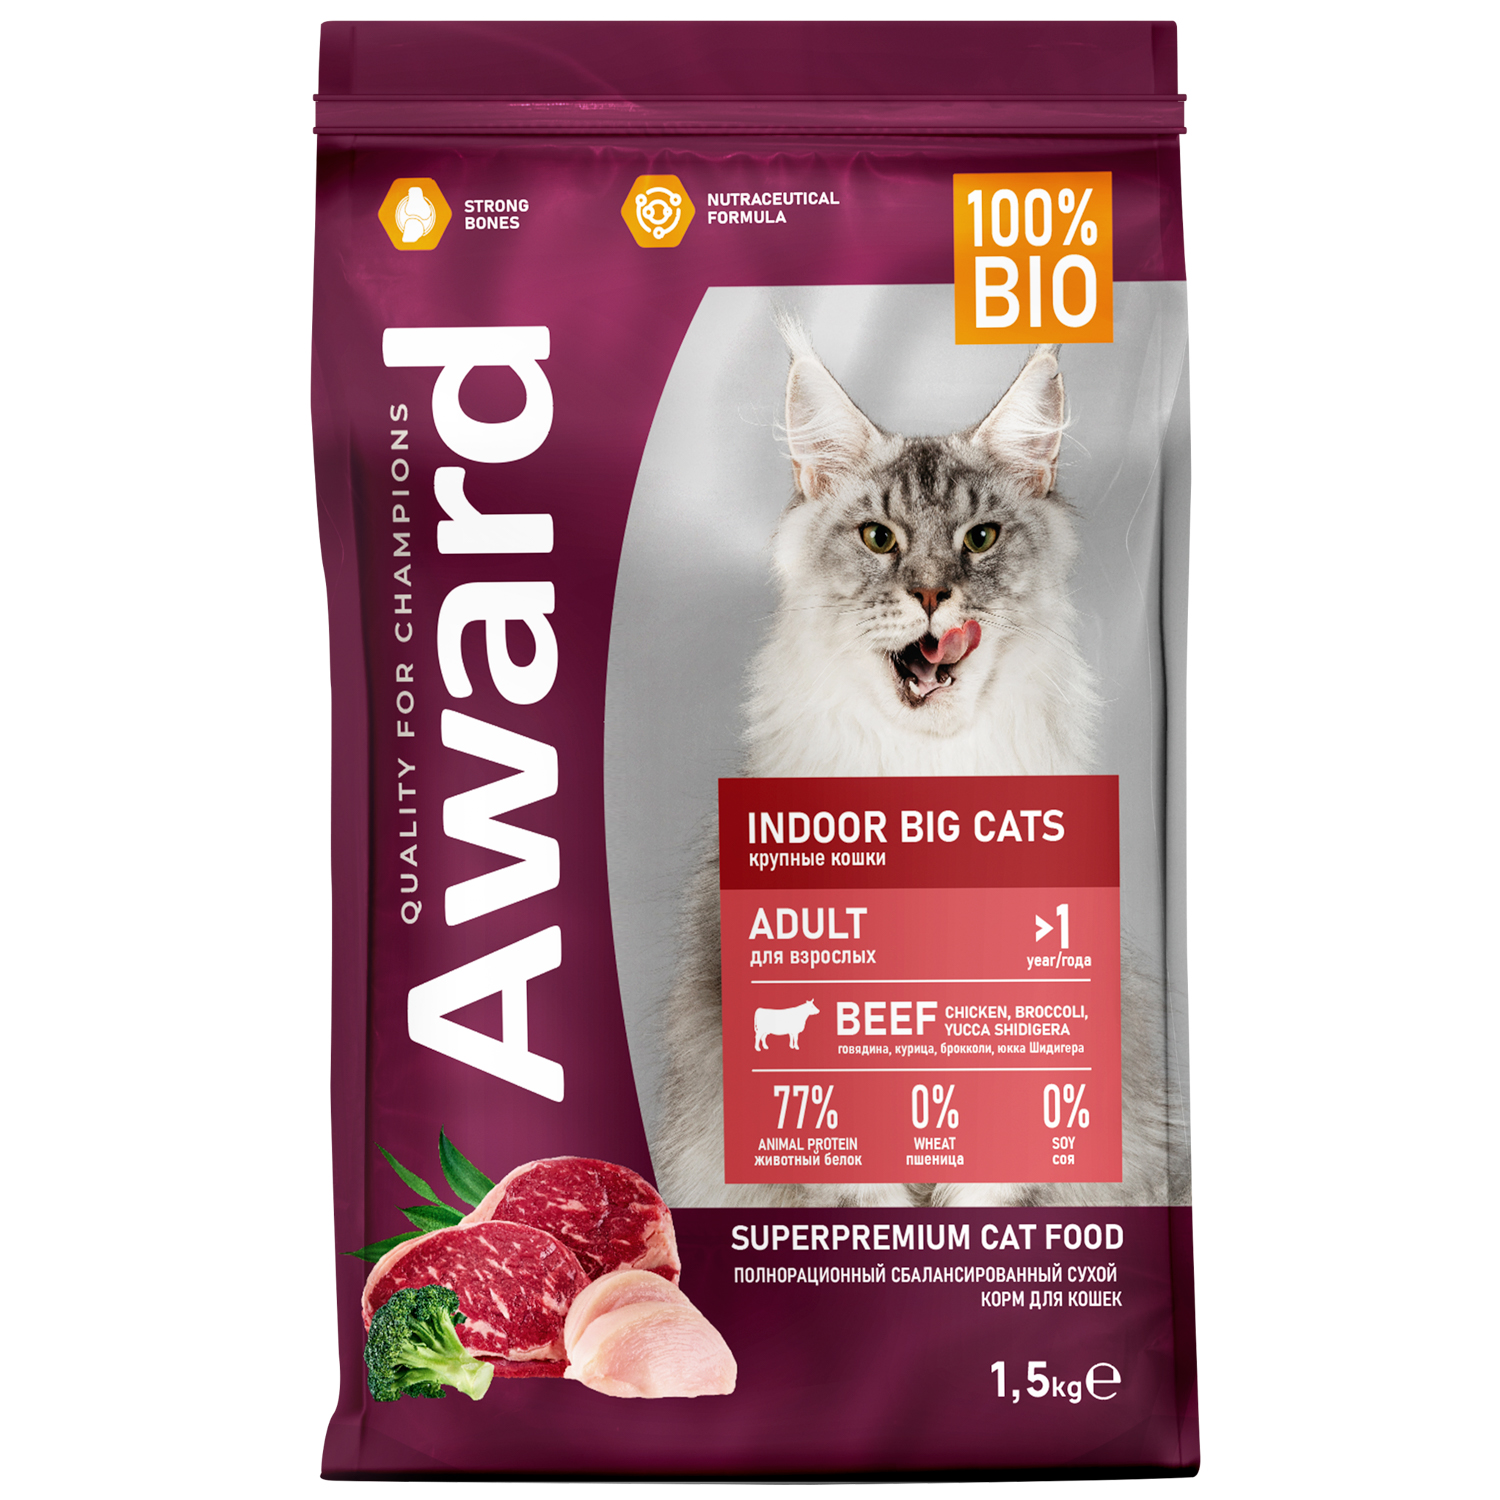 STRONG
BONES
NUTRACEUTICAL
FORMULA
100%
BIO
QUALITY FOR CHAMPIONS
Award
INDOOR BIG CATS
крупные кошки
ADULT
для взрослых
>1
year/года
BEEF
CHICKEN, BROCCOLI,
YUCCA SHIDIGERA
говядина, курица, брокколи, юкка Шидигера
77%
ANIMAL PROTEIN
животный белок
0%
WHEAT
пшеница
0%
SOY
соя
SUPERPREMIUM CAT FOOD
ПОЛНОРАЦИОННЫЙ СБАЛАНСИРОВАННЫЙ СУХОЙ
КОРМ ДЛЯ КОШЕК
1,5kg℮